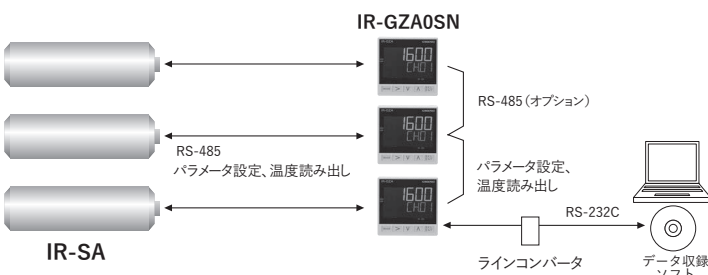 IR-GZA0SN
1600
CH01
RS-485（オプション）
1600
CH01
RS-485
パラメータ設定、温度読み出し
パラメータ設定、
温度読み出し
1600
CH01
RS-232C
IR-SA
ラインコンバータ
データ収録
ソフト